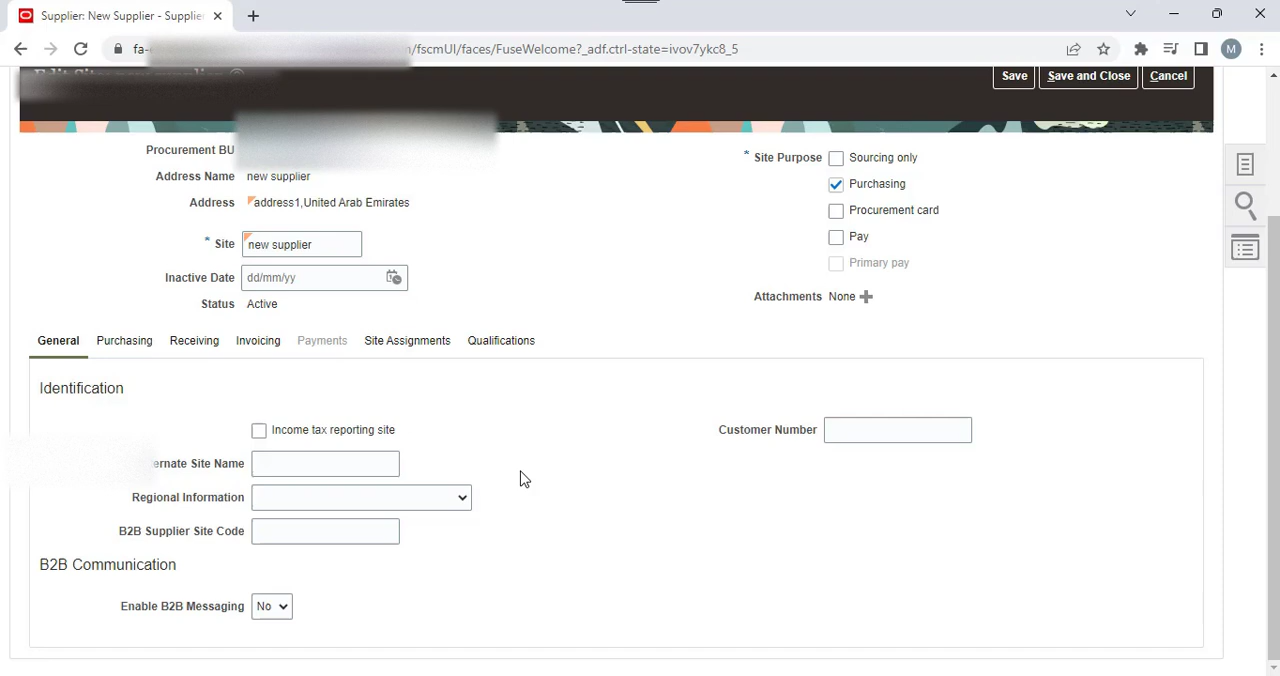 Supplier: New Supplier - Supplier
fa-
n/fscmUI/faces/FuseWelcome?_adf.ctrl-state=ivov7ykc8_5
M
Save
Save and Close
Cancel
Procurement BU
Address Name new supplier
Address address1,United Arab Emirates
* Site new supplier
Inactive Date dd/mm/yy
Status Active
* Site Purpose Sourcing only
Purchasing
Procurement card
Pay
Primary pay
Attachments None
General Purchasing Receiving Invoicing Payments Site Assignments Qualifications
Identification
Income tax reporting site
Customer Number
ernate Site Name
Regional Information
B2B Supplier Site Code
B2B Communication
Enable B2B Messaging No